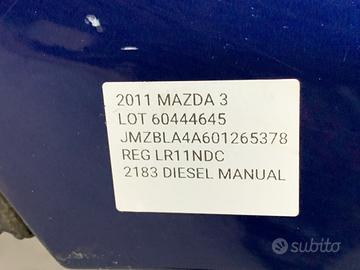 2011 MAZDA 3
LOT 60444645
JMZBLA4A601265378
REG LR11NDC
2183 DIESEL MANUAL
subito